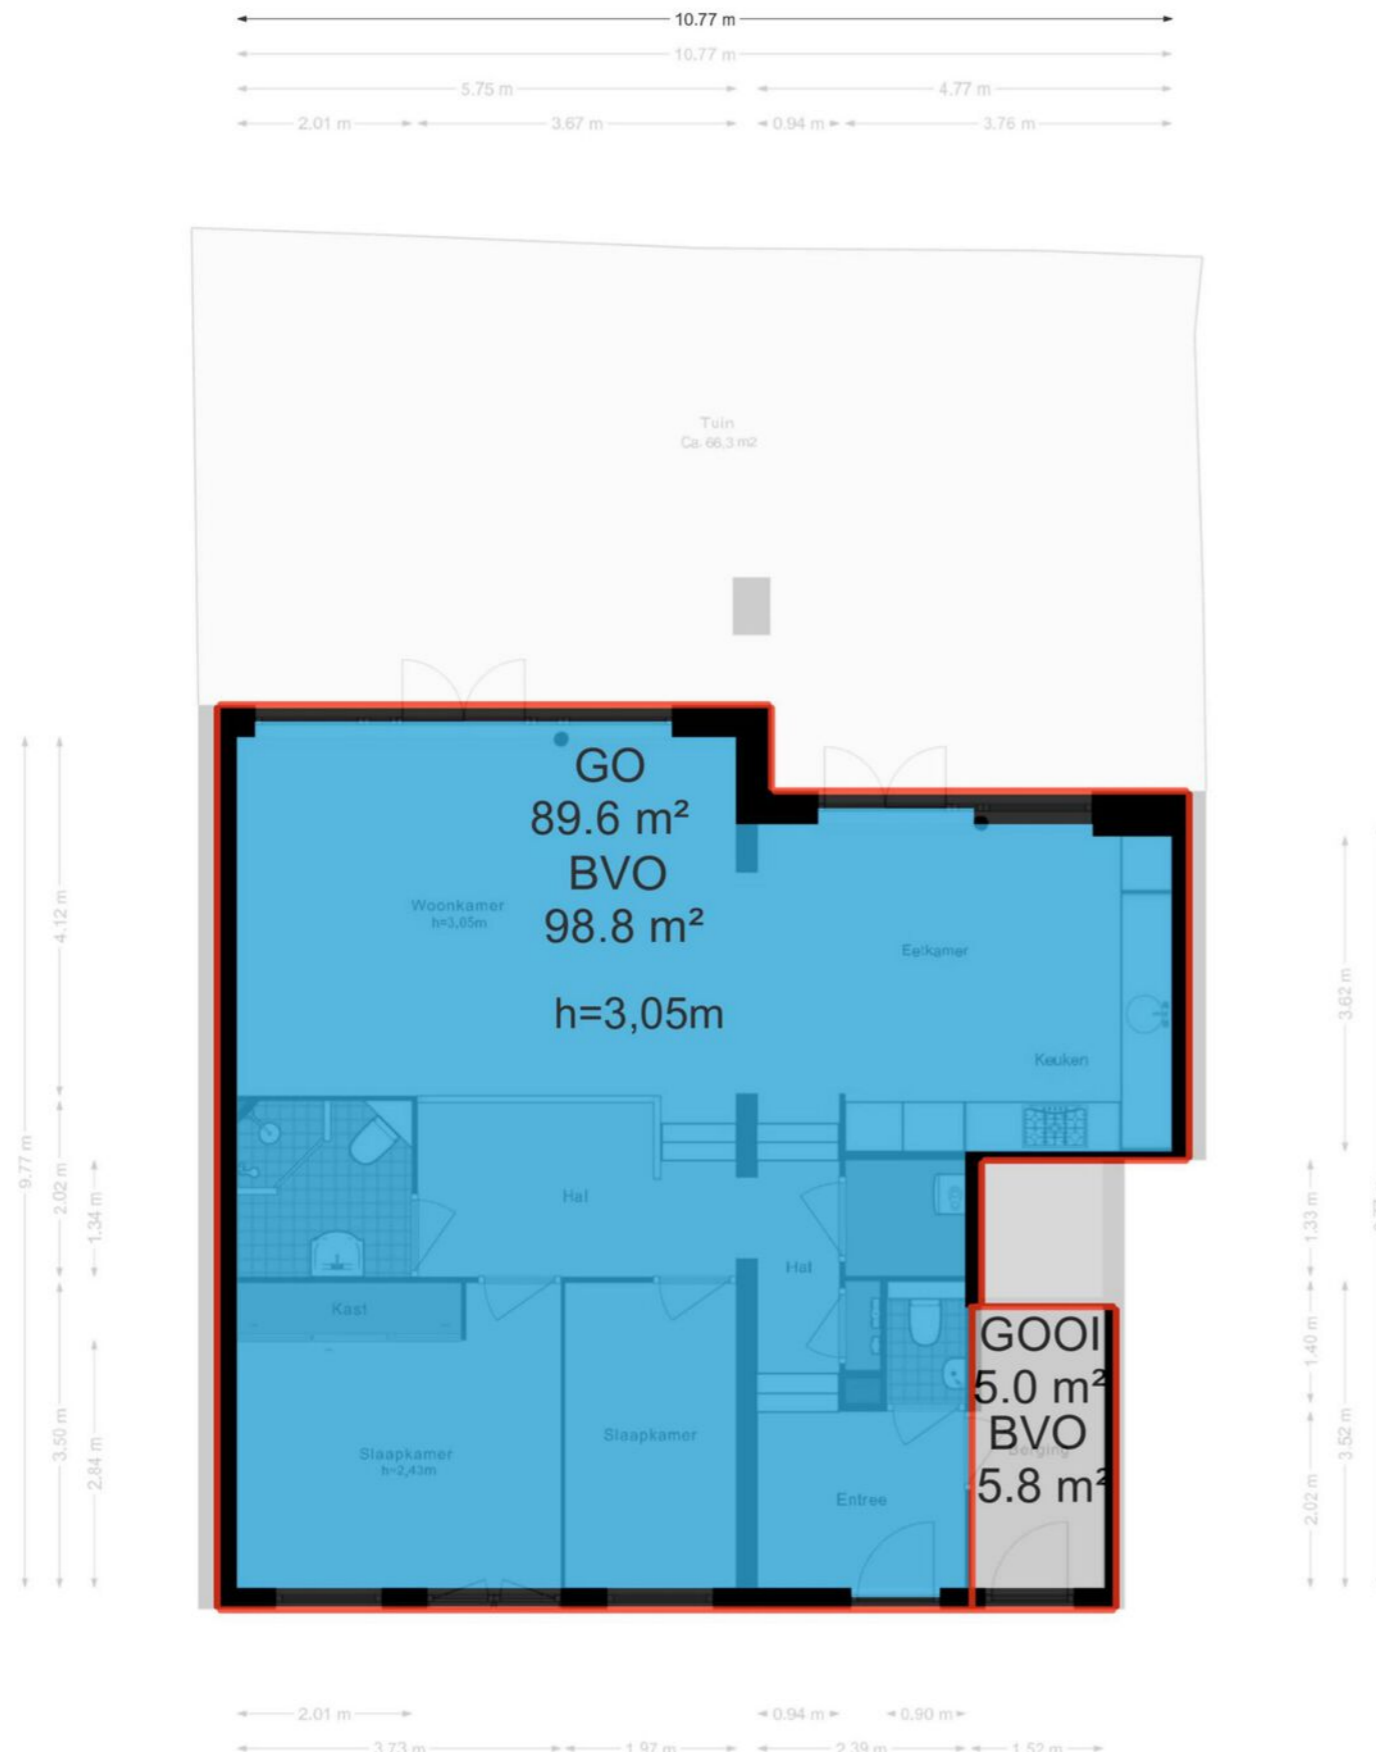 10.77 m
10.77 m
5.75 m
4.77 m
2.01 m
3.67 m
0.94 m
3.76 m
Tuin
Ca. 66,3 m2
GO
89.6 m²
BVO
98.8 m²
h=3,05m
Woonkamer
h=3,05m
Eetkamer
Keuken
4.12 m
3.62 m
9.77 m
2.02 m
1.34 m
1.33 m
Hal
Hal
Kast
GOOI
5.0 m²
BVO
5.8 m²
Berging
1.40 m
3.50 m
2.84 m
3.52 m
2.02 m
Slaapkamer
h=2,43m
Slaapkamer
Entree
2.01 m
0.94 m
0.90 m
3.73 m
1.97 m
2.39 m
1.52 m